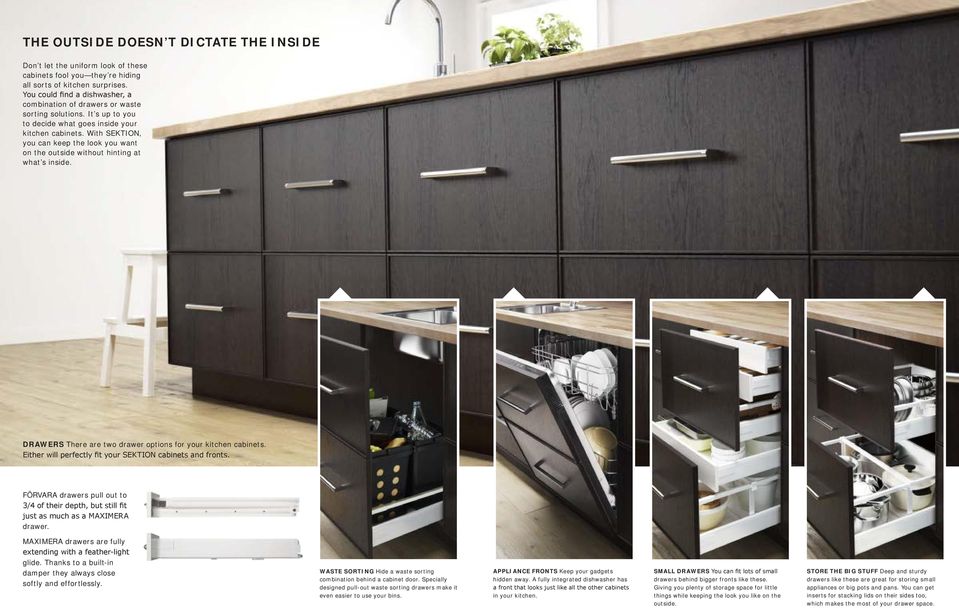 THE OUTSIDE DOESN'T DICTATE THE INSIDE
Don't let the uniform look of these
cabinets fool you—they're hiding
all sorts of kitchen surprises.
You could find a dishwasher, a
combination of drawers or waste
sorting solutions. It's up to you
to decide what goes inside your
kitchen cabinets. With SEKTION,
you can keep the look you want
on the outside without hinting at
what's inside.
DRAWERS There are two drawer options for your kitchen cabinets.
Either will perfectly fit your SEKTION cabinets and fronts.
FÖRVARA drawers pull out to
3/4 of their depth, but still fit
just as much as a MAXIMERA
drawer.
MAXIMERA drawers are fully
extending with a feather-light
glide. Thanks to a built-in
damper they always close
softly and effortlessly.
WASTE SORTING Hide a waste sorting
combination behind a cabinet door. Specially
designed pull-out waste sorting drawers make it
even easier to use your bins.
APPLIANCE FRONTS Keep your gadgets
hidden away. A fully integrated dishwasher has
a front that looks just like all the other cabinets
in your kitchen.
SMALL DRAWERS You can fit lots of small
drawers behind bigger fronts like these.
Giving you plenty of storage space for little
things while keeping the look you like on the
outside.
STORE THE BIG STUFF Deep and sturdy
drawers like these are great for storing small
appliances or big pots and pans. You can get
inserts for stacking lids on their sides too,
which makes the most of your drawer space.